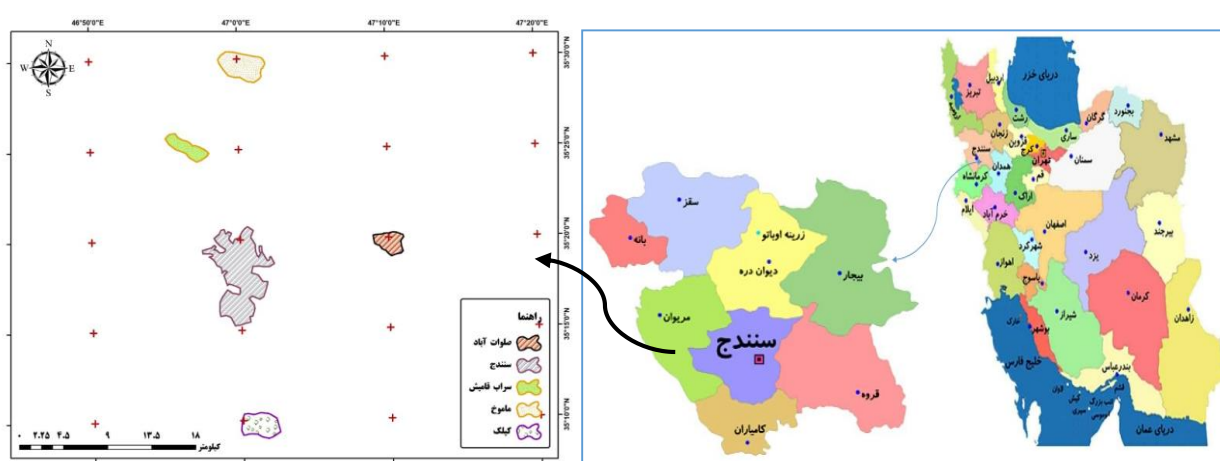 46°50'0"E
47°0'0"E
47°10'0"E
47°20'0"E
N
W
E
S
35°30'0"N
35°25'0"N
35°20'0"N
35°15'0"N
35°10'0"N
راهنما
صلوات آباد
سنندج
سراب قامیش
ماموخ
کیلک
۰ ۲.۲۵ ۴.۵ ۹ ۱۳.۵ ۱۸
کیلومتر
سقز
بانه
زرینه اوباتو
دیوان دره
بیجار
مریوان
سنندج
قروه
کامیاران
دریای خزر
اردبیل
تبریز
رشت
زنجان
قزوین
ساری
گرگان
بجنورد
مشهد
سنندج
همدان
کرج
تهران
سمنان
کرمانشاه
قم
اراک
ایلام
خرم آباد
اصفهان
شهرکرد
یزد
بیرجند
اهواز
یاسوج
شیراز
کرمان
زاهدان
بوشهر
خلیج فارس
بندرعباس
قشم
کیش
دریای عمان